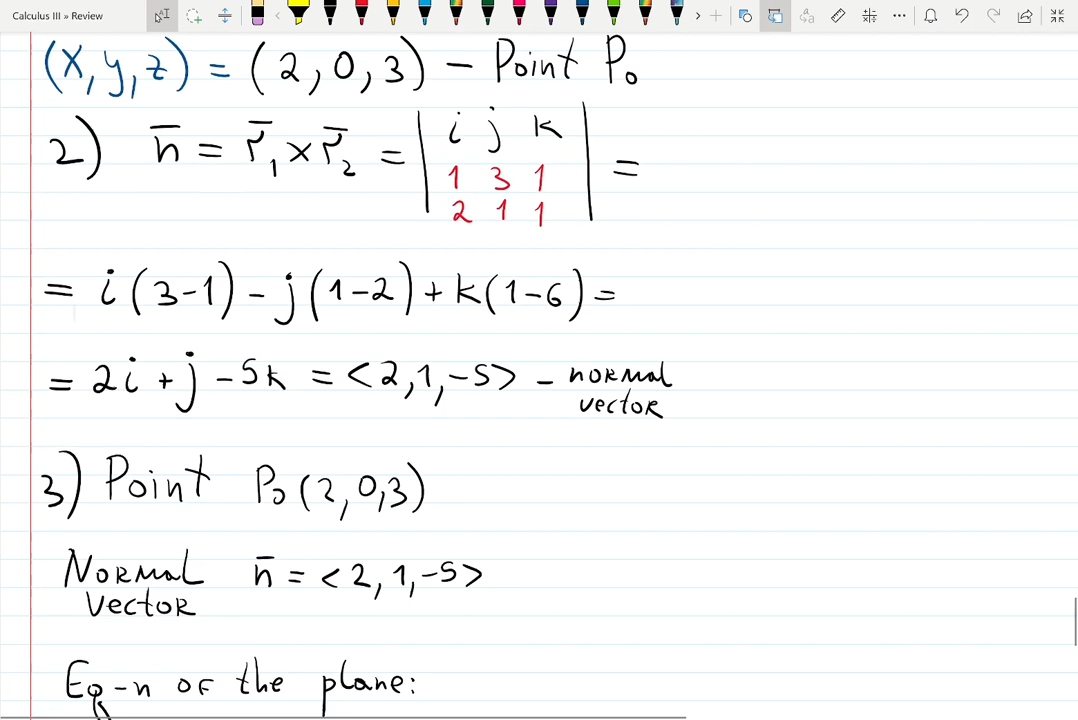 Calculus III » Review
(x, y, z) = (2, 0, 3) – Point P₀
2) n̄ = r̄₁ × r̄₂ = | i j k | =
1 3 1
2 1 1
= i(3-1) - j(1-2) + k(1-6) =
= 2i + j - 5k = <2, 1, -5> – normal
vector
3) Point P₀(2, 0, 3)
Normal n̄ = <2, 1, -5>
vector
Eq-n of the plane: